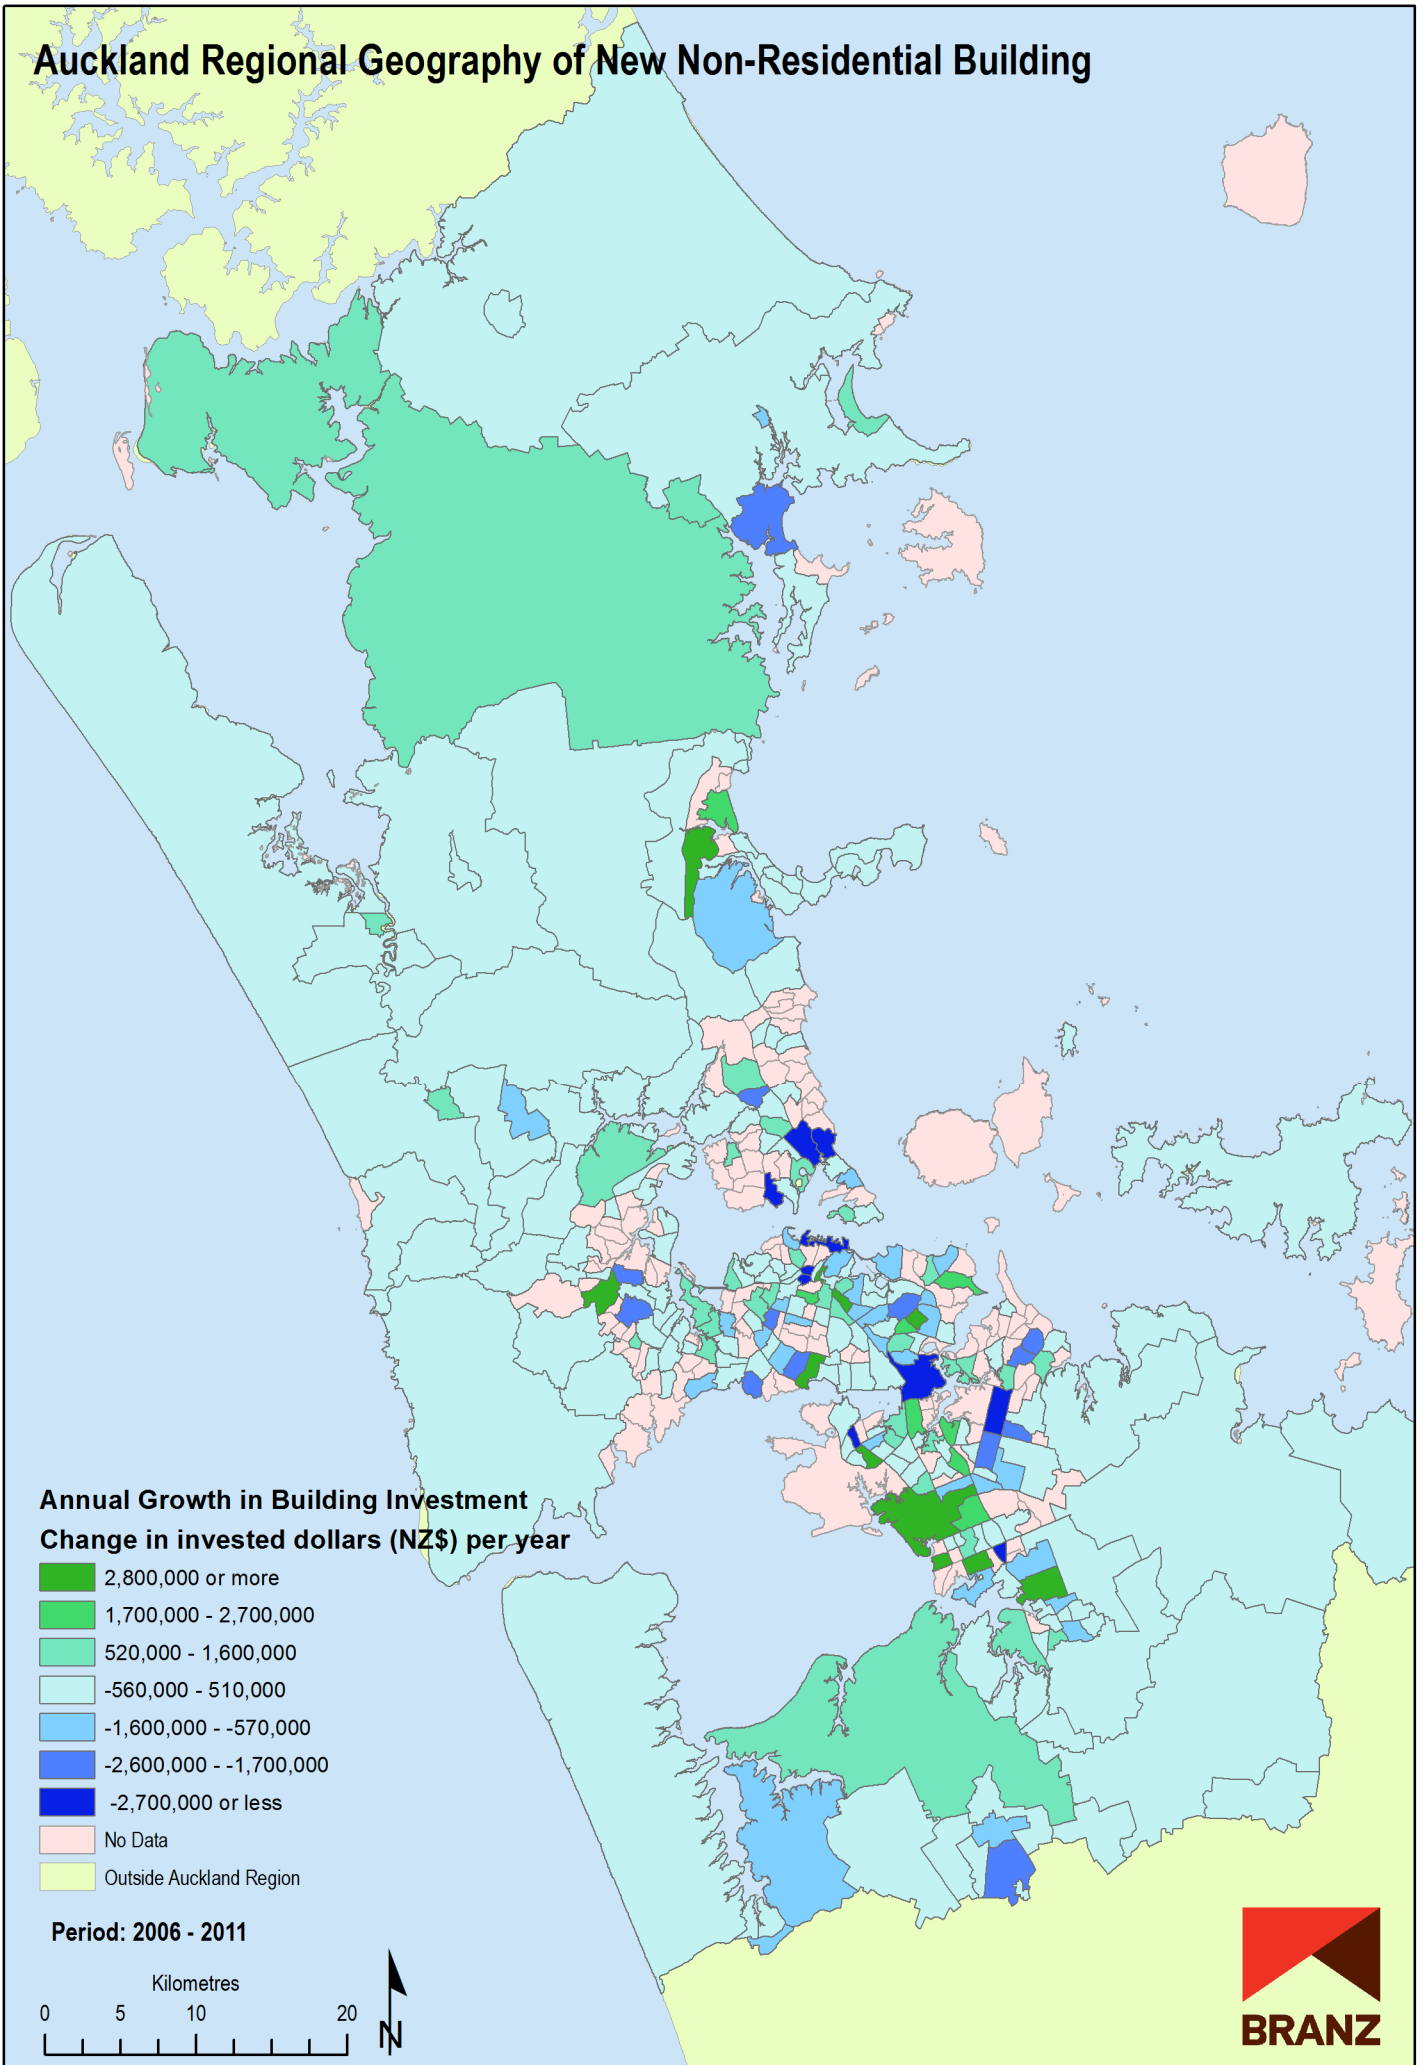 Auckland Regional Geography of New Non-Residential Building
Annual Growth in Building Investment
Change in invested dollars (NZ$) per year
2,800,000 or more
1,700,000 - 2,700,000
520,000 - 1,600,000
-560,000 - 510,000
-1,600,000 - -570,000
-2,600,000 - -1,700,000
-2,700,000 or less
No Data
Outside Auckland Region
Period: 2006 - 2011
Kilometres
0 5 10 20
N
BRANZ